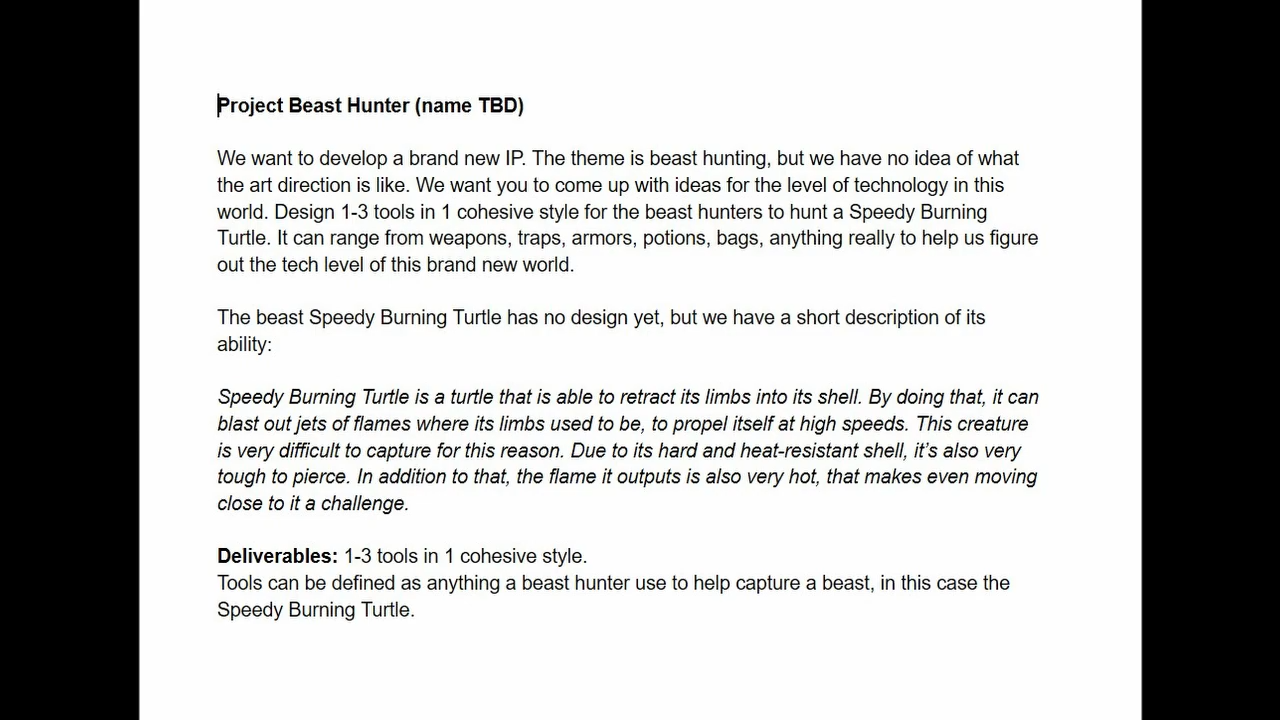 Project Beast Hunter (name TBD)
We want to develop a brand new IP. The theme is beast hunting, but we have no idea of what
the art direction is like. We want you to come up with ideas for the level of technology in this
world. Design 1-3 tools in 1 cohesive style for the beast hunters to hunt a Speedy Burning
Turtle. It can range from weapons, traps, armors, potions, bags, anything really to help us figure
out the tech level of this brand new world.
The beast Speedy Burning Turtle has no design yet, but we have a short description of its
ability:
Speedy Burning Turtle is a turtle that is able to retract its limbs into its shell. By doing that, it can
blast out jets of flames where its limbs used to be, to propel itself at high speeds. This creature
is very difficult to capture for this reason. Due to its hard and heat-resistant shell, it’s also very
tough to pierce. In addition to that, the flame it outputs is also very hot, that makes even moving
close to it a challenge.
Deliverables: 1-3 tools in 1 cohesive style.
Tools can be defined as anything a beast hunter use to help capture a beast, in this case the
Speedy Burning Turtle.